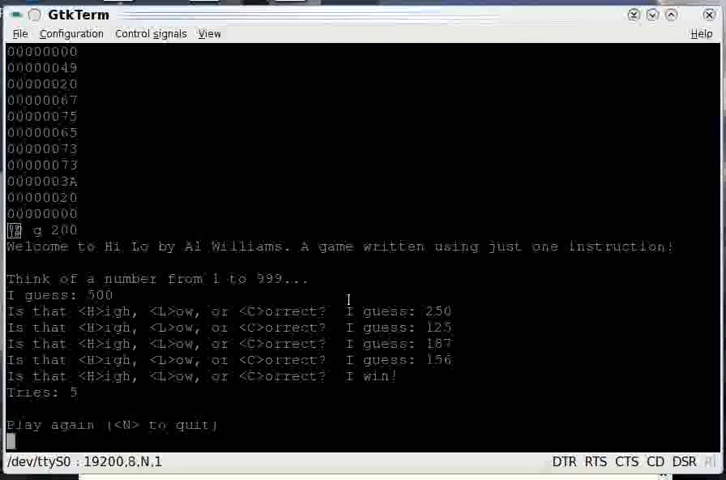 GtkTerm
File Configuration Control signals View Help
00000000
00000049
00000020
00000067
00000075
00000065
00000073
00000073
0000003A
00000020
00000000
g 200
Welcome to Hi Lo by Al Williams. A game written using just one instruction!
Think of a number from 1 to 999...
I guess: 500
Is that <H>igh, <L>ow, or <C>orrect? I guess: 250
Is that <H>igh, <L>ow, or <C>orrect? I guess: 125
Is that <H>igh, <L>ow, or <C>orrect? I guess: 187
Is that <H>igh, <L>ow, or <C>orrect? I guess: 156
Is that <H>igh, <L>ow, or <C>orrect? I win!
Tries: 5
Play again (<N> to quit)
/dev/ttyS0 : 19200,8,N,1 DTR RTS CTS CD DSR RI